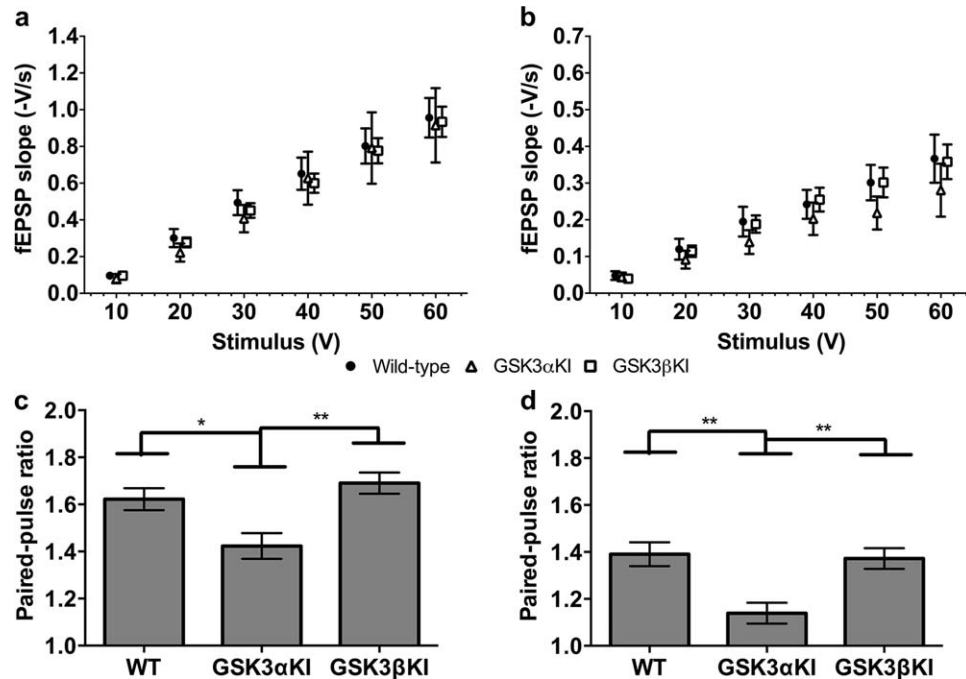 a
fEPSP slope (-V/s)
1.4
1.2
1.0
0.8
0.6
0.4
0.2
0.0
10 20 30 40 50 60
Stimulus (V)
b
fEPSP slope (-V/s)
0.7
0.6
0.5
0.4
0.3
0.2
0.1
0.0
10 20 30 40 50 60
Stimulus (V)
Wild-type GSK3αKI GSK3βKI
c
Paired-pulse ratio
2.0
1.8
1.6
1.4
1.2
1.0
* **
WT GSK3αKI GSK3βKI
d
Paired-pulse ratio
2.0
1.8
1.6
1.4
1.2
1.0
** **
WT GSK3αKI GSK3βKI